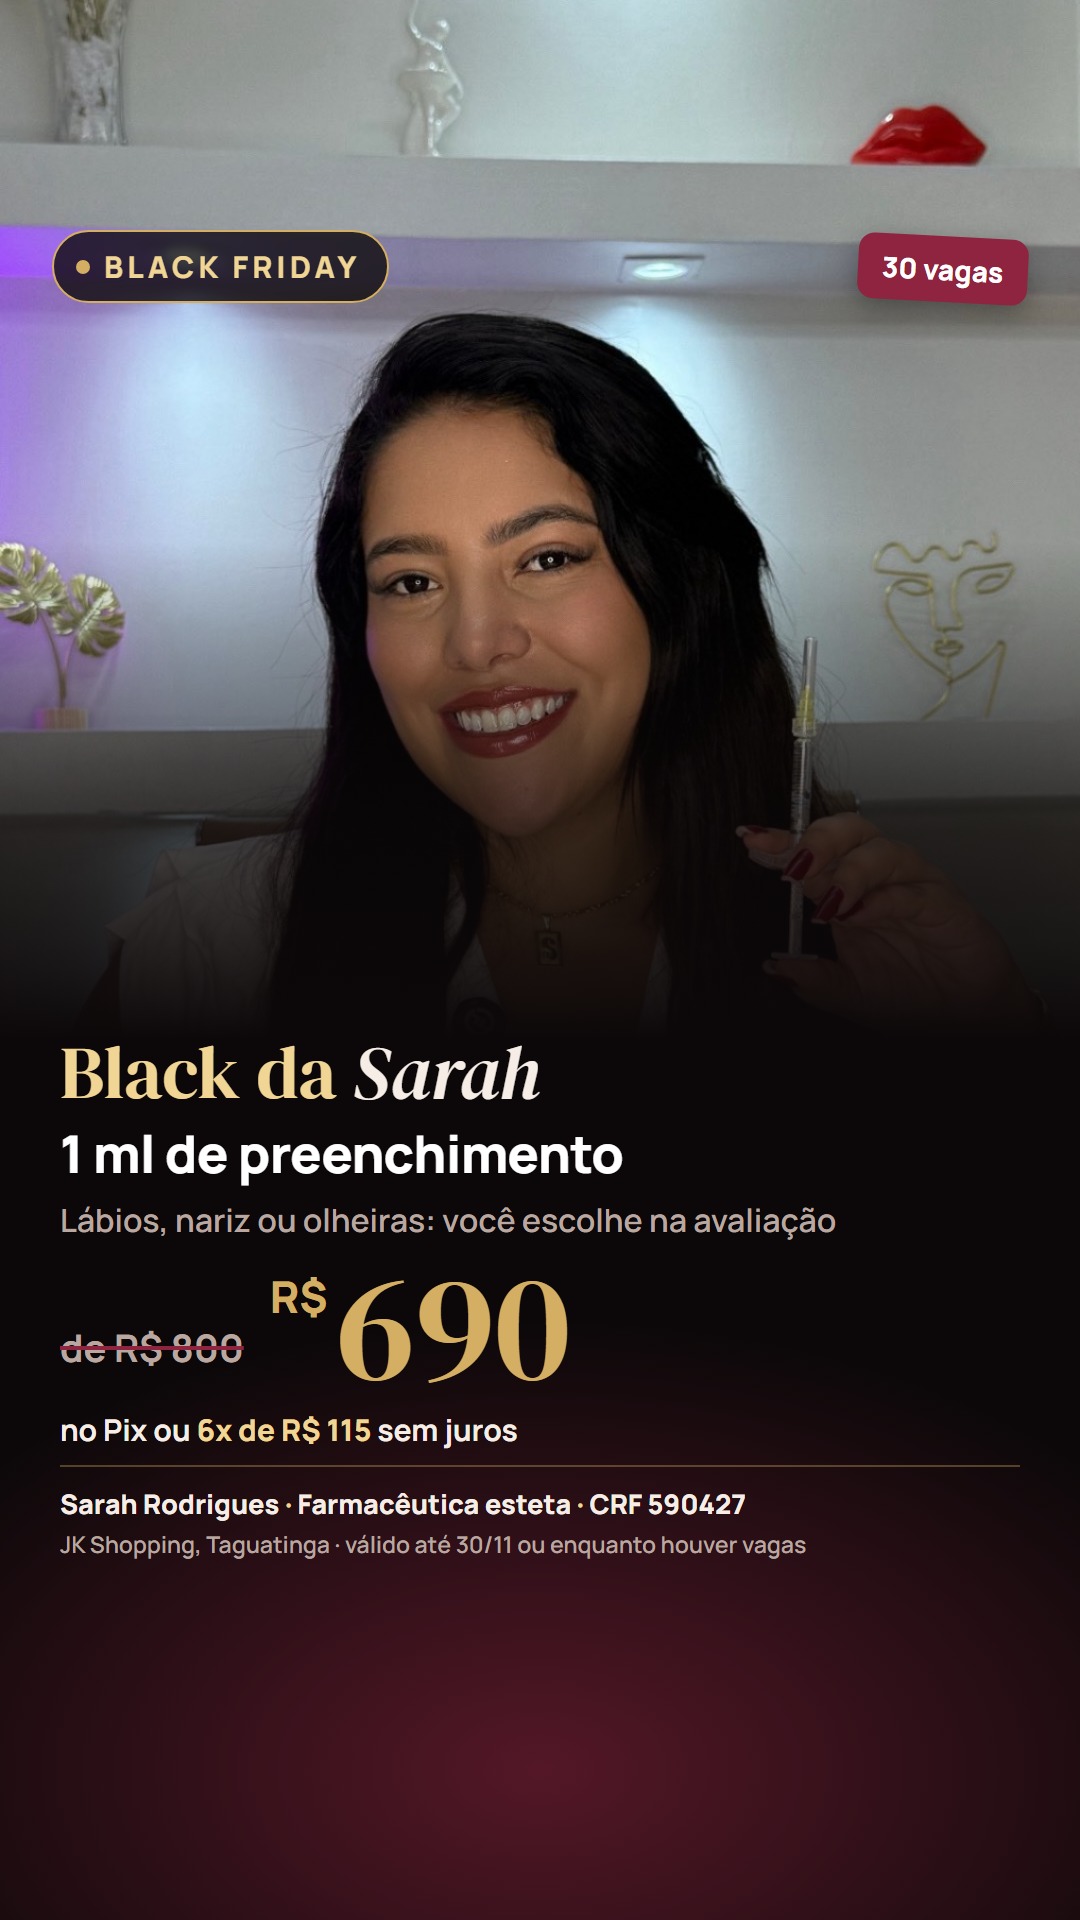 BLACK FRIDAY
30 vagas
Black da Sarah
1 ml de preenchimento
Lábios, nariz ou olheiras: você escolhe na avaliação
de R$ 800 R$ 690
no Pix ou 6x de R$ 115 sem juros
Sarah Rodrigues · Farmacêutica esteta · CRF 590427
JK Shopping, Taguatinga · válido até 30/11 ou enquanto houver vagas